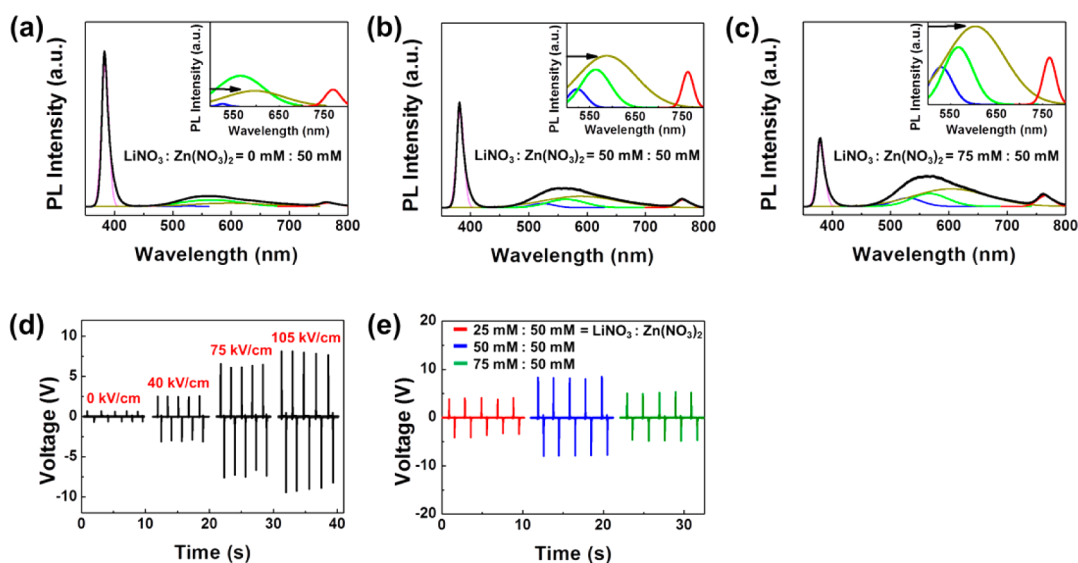 (a)
PL Intensity (a.u.)
PL Intensity (a.u.)
550 650 750
Wavelength (nm)
LiNO3 : Zn(NO3)2 = 0 mM : 50 mM
400 500 600 700 800
Wavelength (nm)
(b)
PL Intensity (a.u.)
PL Intensity (a.u.)
550 650 750
Wavelength (nm)
LiNO3 : Zn(NO3)2 = 50 mM : 50 mM
400 500 600 700 800
Wavelength (nm)
(c)
PL Intensity (a.u.)
PL Intensity (a.u.)
550 650 750
Wavelength (nm)
LiNO3 : Zn(NO3)2 = 75 mM : 50 mM
400 500 600 700 800
Wavelength (nm)
(d)
Voltage (V)
10
5
0
-5
-10
0 kV/cm
40 kV/cm
75 kV/cm
105 kV/cm
0 10 20 30 40
Time (s)
(e)
Voltage (V)
20
10
0
-10
-20
25 mM : 50 mM = LiNO3 : Zn(NO3)2
50 mM : 50 mM
75 mM : 50 mM
0 10 20 30
Time (s)